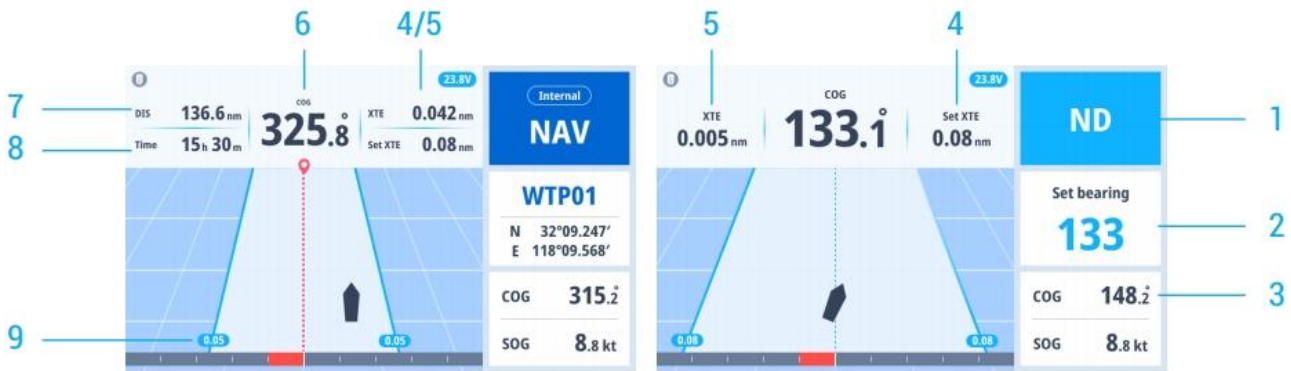 6
4/5
5
4
23.8V
DIS 136.6 nm
Time 15h 30m
COG
325.8°
XTE 0.042 nm
Set XTE 0.08 nm
Internal
NAV
WTP01
N 32°09.247′
E 118°09.568′
COG 315.2°
SOG 8.8 kt
0.05
0.05
7
8
9
23.8V
XTE
0.005 nm
COG
133.1°
Set XTE
0.08 nm
ND
Set bearing
133
COG 148.2°
SOG 8.8 kt
0.08
0.08
1
2
3